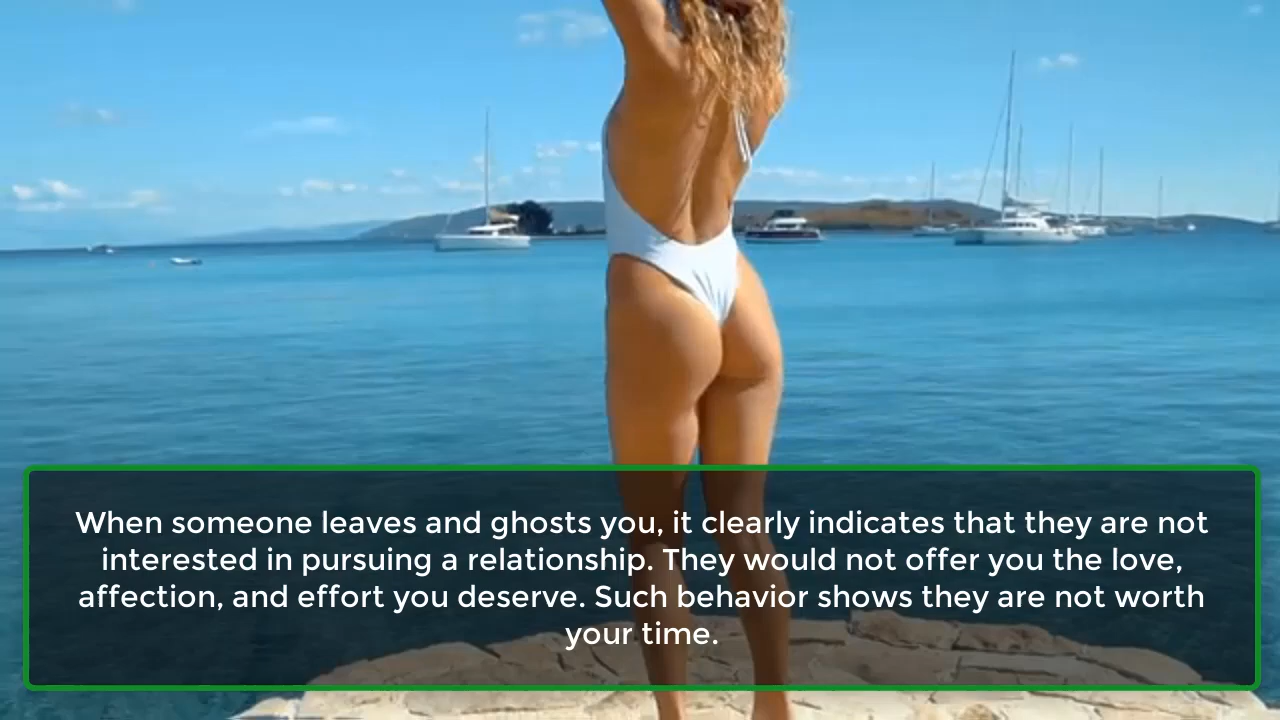 When someone leaves and ghosts you, it clearly indicates that they are not
interested in pursuing a relationship. They would not offer you the love,
affection, and effort you deserve. Such behavior shows they are not worth
your time.